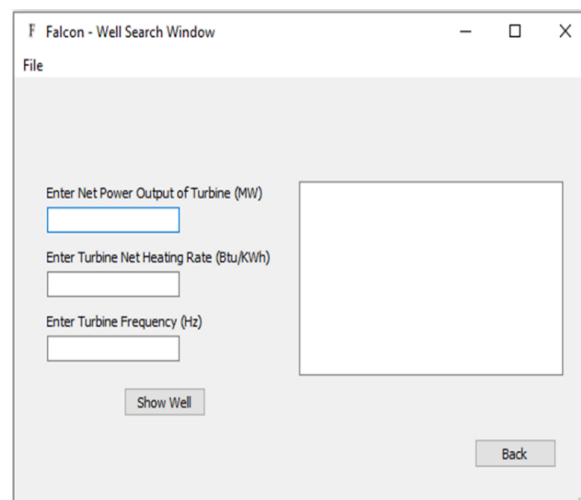 F Falcon - Well Search Window
File
Enter Net Power Output of Turbine (MW)
Enter Turbine Net Heating Rate (Btu/KWh)
Enter Turbine Frequency (Hz)
Show Well
Back